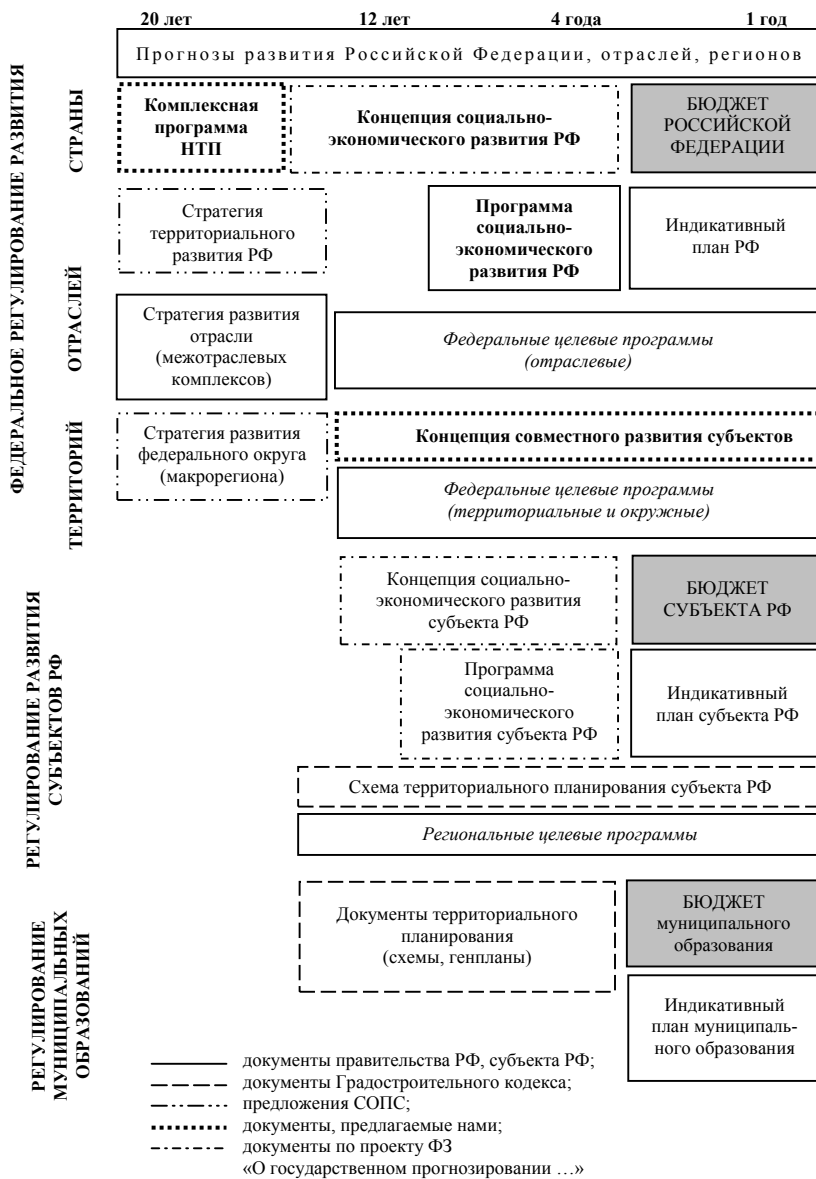 20 лет 12 лет 4 года 1 год
Прогнозы развития Российской Федерации, отраслей, регионов
ФЕДЕРАЛЬНОЕ РЕГУЛИРОВАНИЕ РАЗВИТИЯ
СТРАНЫ
Комплексная
программа
НТП
Концепция социально-
экономического развития РФ
БЮДЖЕТ
РОССИЙСКОЙ
ФЕДЕРАЦИИ
Стратегия
территориального
развития РФ
Программа
социально-
экономического
развития РФ
Индикативный
план РФ
ОТРАСЛЕЙ
Стратегия развития
отрасли
(межотраслевых
комплексов)
Федеральные целевые программы
(отраслевые)
ТЕРРИТОРИЙ
Стратегия развития
федерального округа
(макрорегиона)
Концепция совместного развития субъектов
Федеральные целевые программы
(территориальные и окружные)
РЕГУЛИРОВАНИЕ РАЗВИТИЯ
СУБЪЕКТОВ РФ
Концепция социально-
экономического развития
субъекта РФ
БЮДЖЕТ
СУБЪЕКТА РФ
Программа
социально-
экономического
развития субъекта РФ
Индикативный
план субъекта РФ
Схема территориального планирования субъекта РФ
Региональные целевые программы
РЕГУЛИРОВАНИЕ
МУНИЦИПАЛЬНЫХ
ОБРАЗОВАНИЙ
Документы территориального
планирования
(схемы, генпланы)
БЮДЖЕТ
муниципального
образования
Индикативный
план муниципаль-
ного образования
документы правительства РФ, субъекта РФ;
документы Градостроительного кодекса;
предложения СОПС;
документы, предлагаемые нами;
документы по проекту ФЗ
«О государственном прогнозировании …»